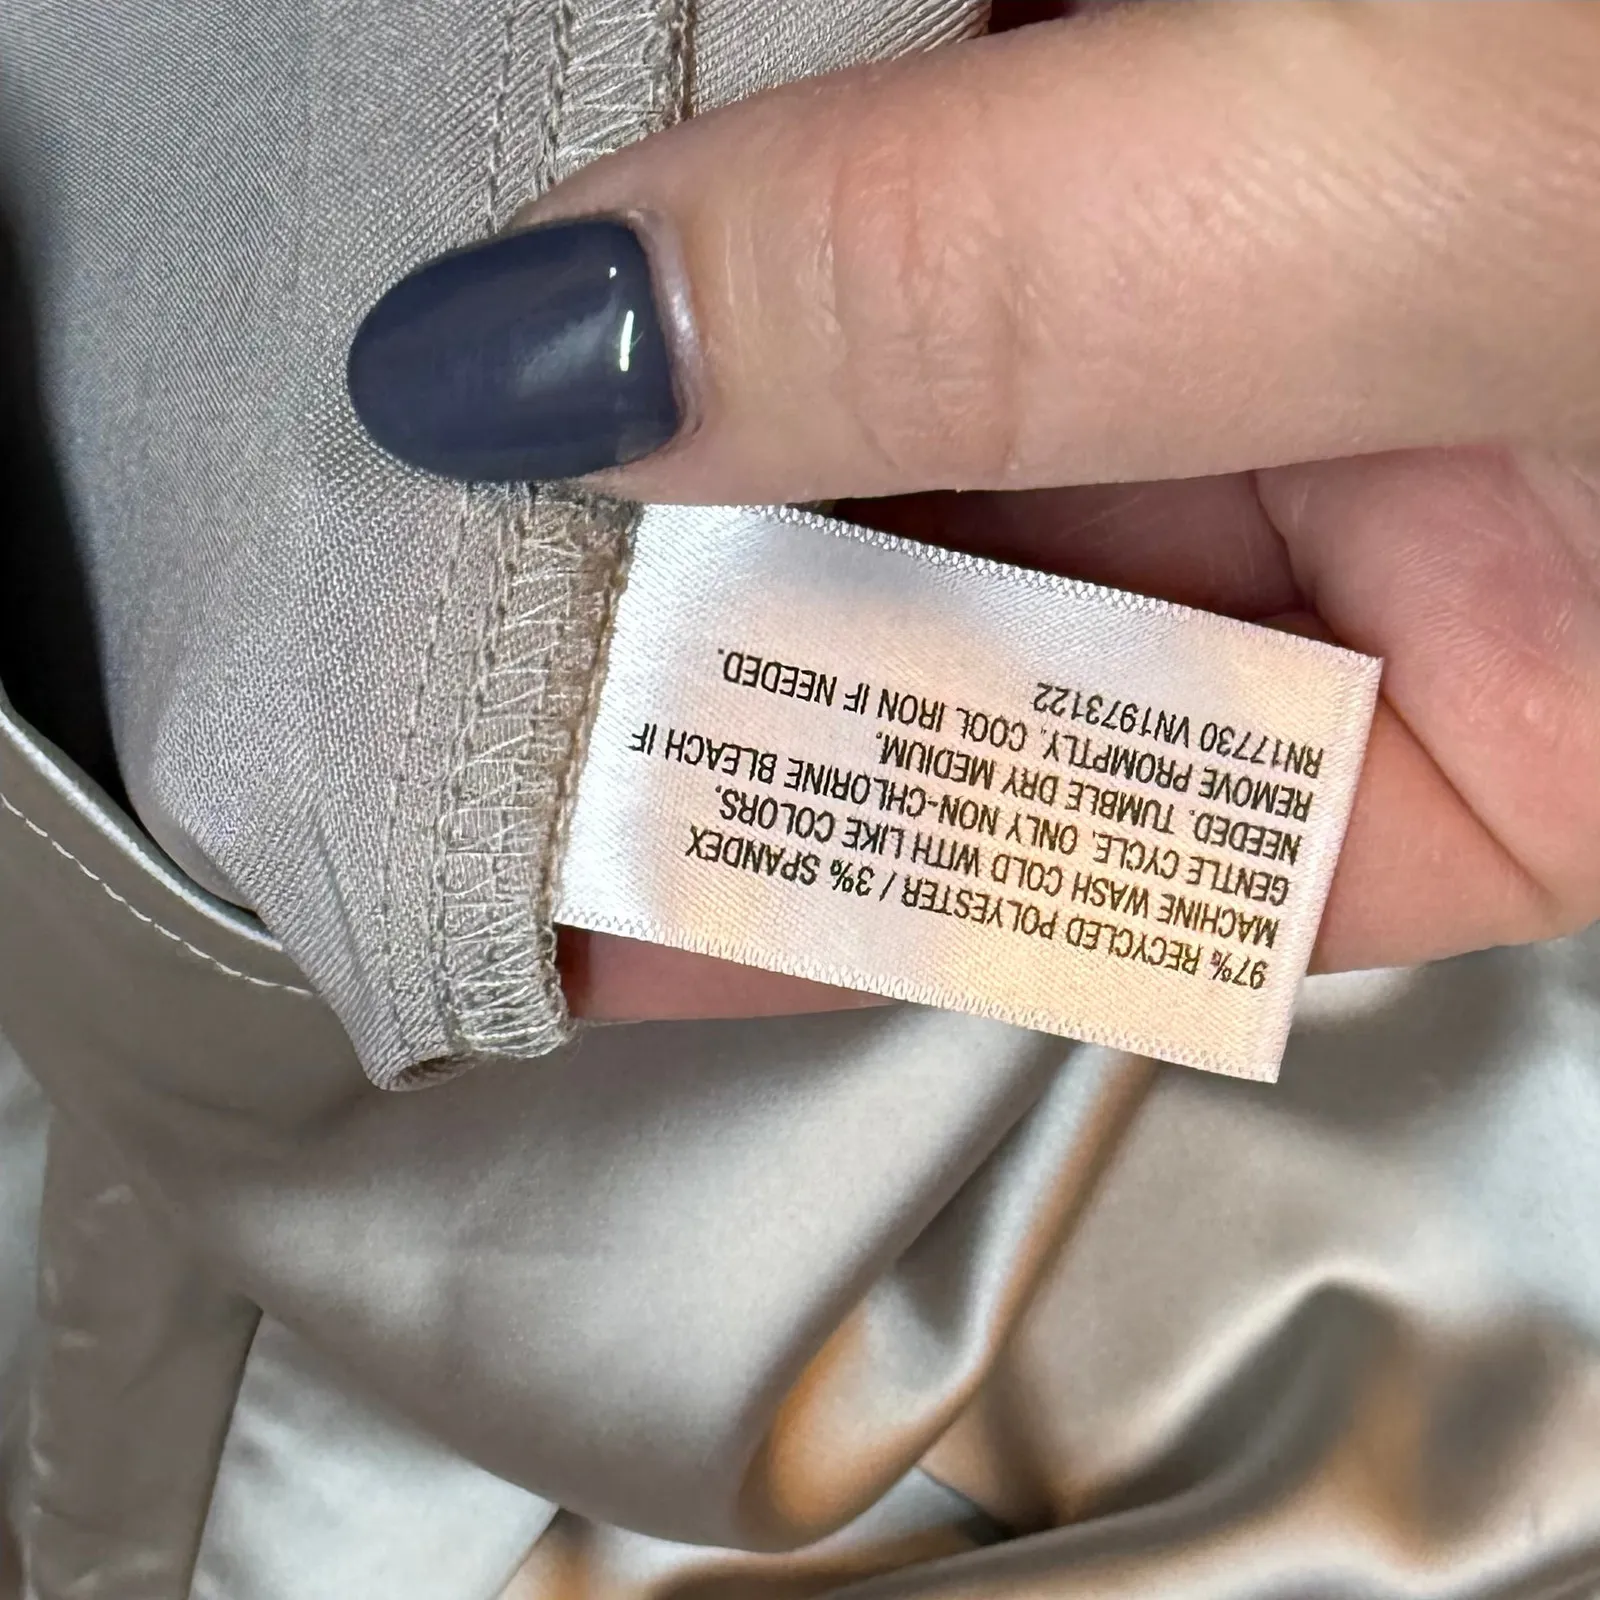 97% RECYCLED POLYESTER / 3% SPANDEX
MACHINE WASH COLD WITH LIKE COLORS.
GENTLE CYCLE. ONLY NON-CHLORINE BLEACH IF
NEEDED. TUMBLE DRY MEDIUM.
REMOVE PROMPTLY. COOL IRON IF NEEDED.
RN17730 VN1973122